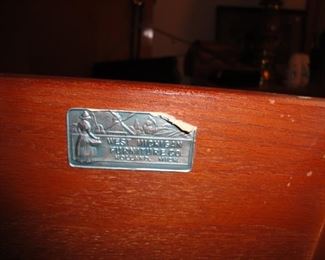 WEST MICHIGAN
FURNITURE CO.
HOLLAND, MICH.